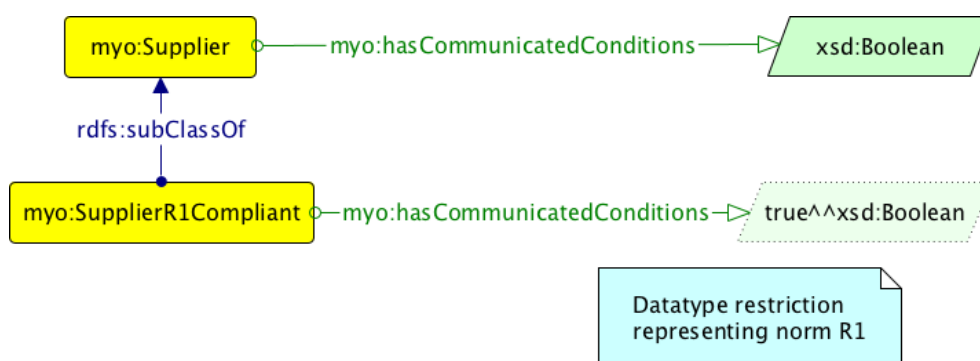 myo:Supplier
myo:hasCommunicatedConditions
xsd:Boolean
rdfs:subClassOf
myo:SupplierR1Compliant
myo:hasCommunicatedConditions
true^^xsd:Boolean
Datatype restriction
representing norm R1